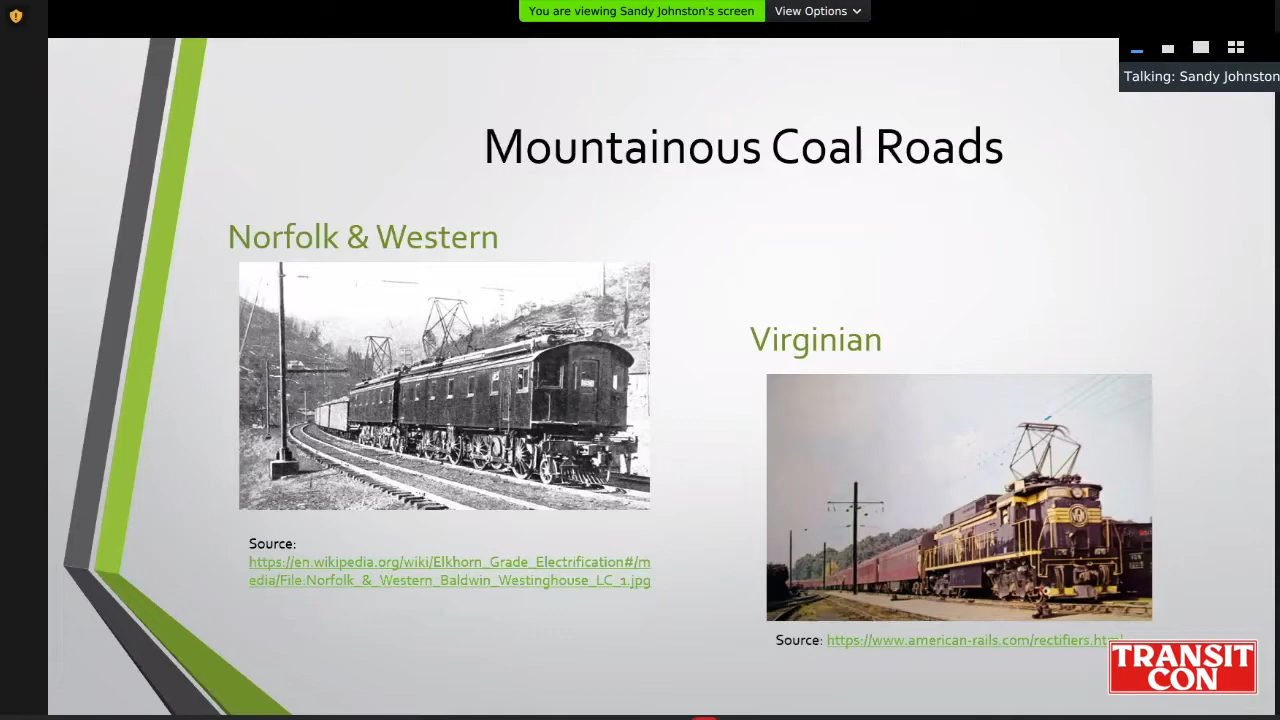 You are viewing Sandy Johnston's screen
View Options
Talking: Sandy Johnston
Mountainous Coal Roads
Norfolk & Western
Virginian
Source:
https://en.wikipedia.org/wiki/Elkhorn_Grade_Electrification#/m
edia/File:Norfolk_&_Western_Baldwin_Westinghouse_LC_1.jpg
Source: https://www.american-rails.com/rectifiers.html
TRANSIT
CON